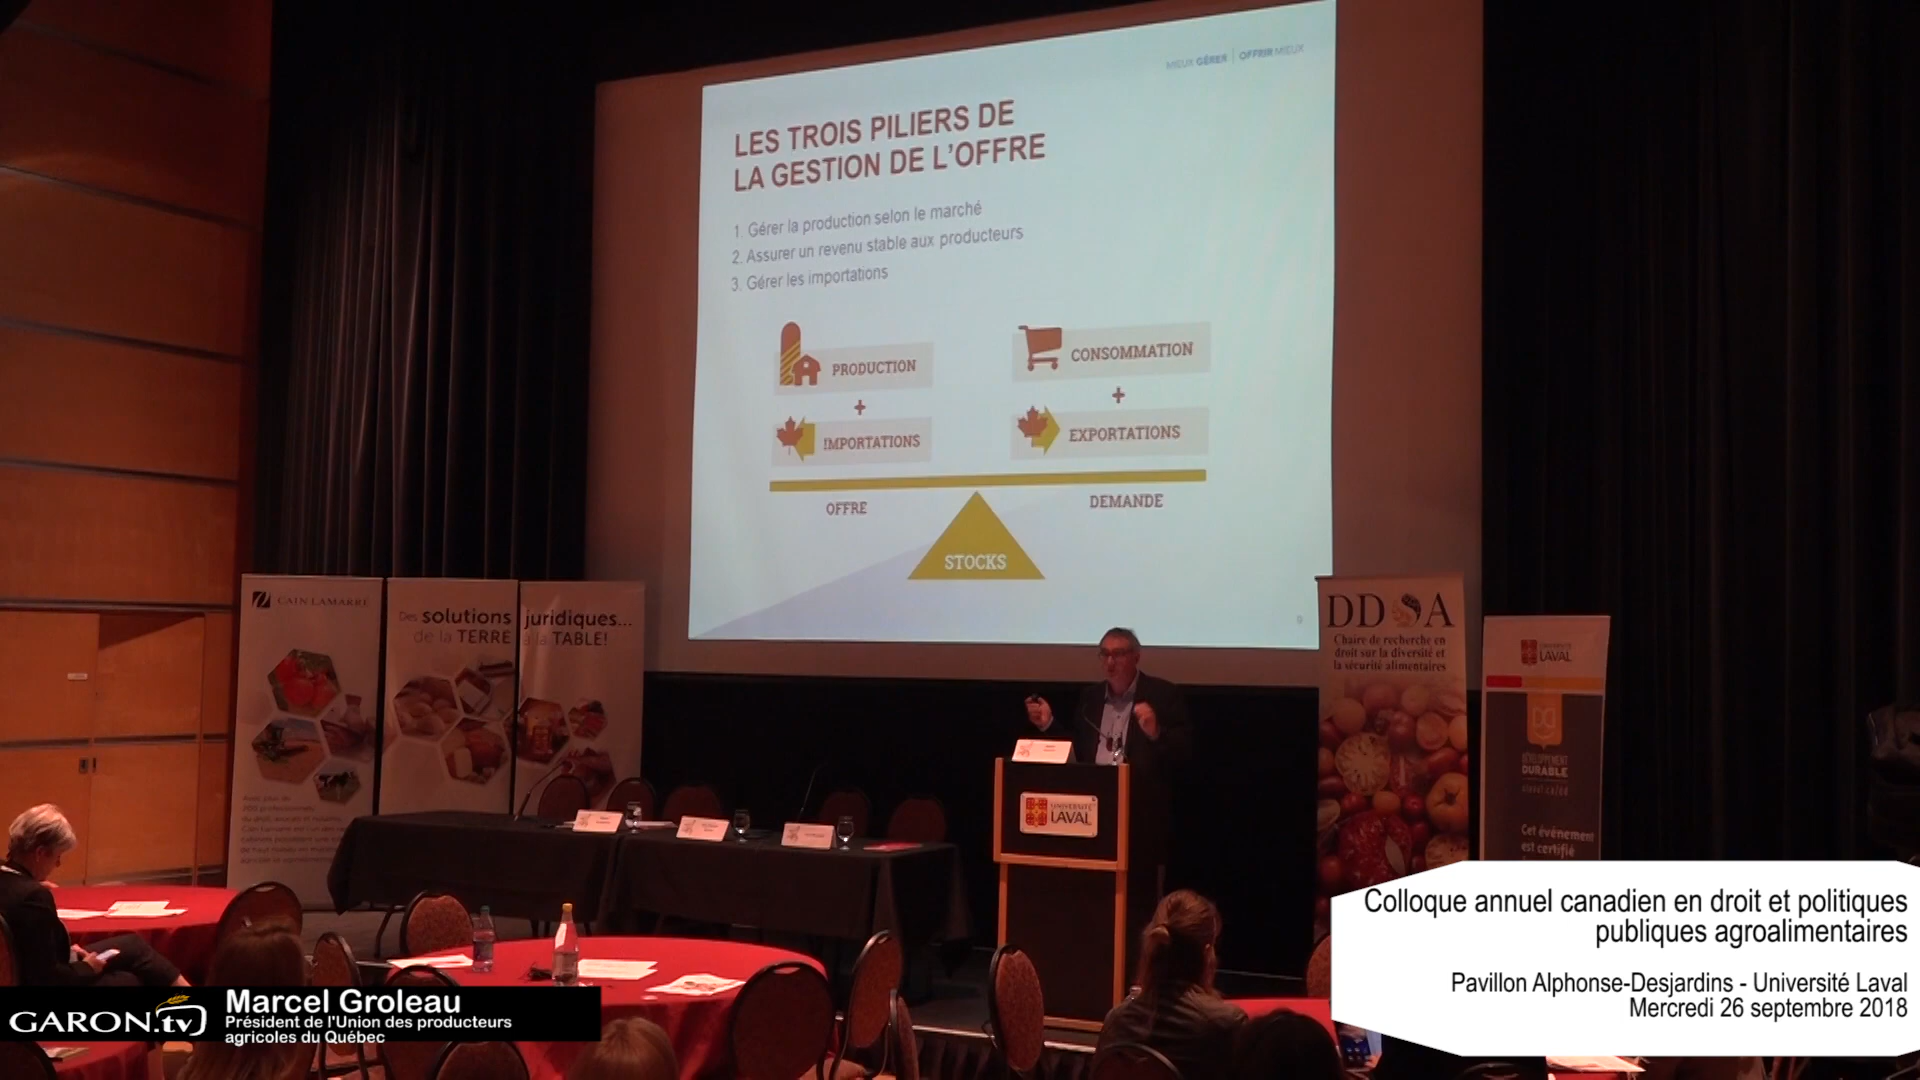 MIEUX GÉRER | OFFRIR MIEUX
LES TROIS PILIERS DE
LA GESTION DE L'OFFRE
1. Gérer la production selon le marché
2. Assurer un revenu stable aux producteurs
3. Gérer les importations
PRODUCTION
+
IMPORTATIONS
CONSOMMATION
+
EXPORTATIONS
OFFRE
DEMANDE
STOCKS
9
CAIN LAMARRE
Des solutions juridiques...
de la TERRE à la TABLE!
DDSA
Chaire de recherche en
droit sur la diversité et
la sécurité alimentaires
UNIVERSITÉ
LAVAL
DÉVELOPPEMENT
DURABLE
Cet événement
est certifié
UNIVERSITÉ
LAVAL
GARON.tv
Marcel Groleau
Président de l'Union des producteurs
agricoles du Québec
Colloque annuel canadien en droit et politiques
publiques agroalimentaires
Pavillon Alphonse-Desjardins - Université Laval
Mercredi 26 septembre 2018